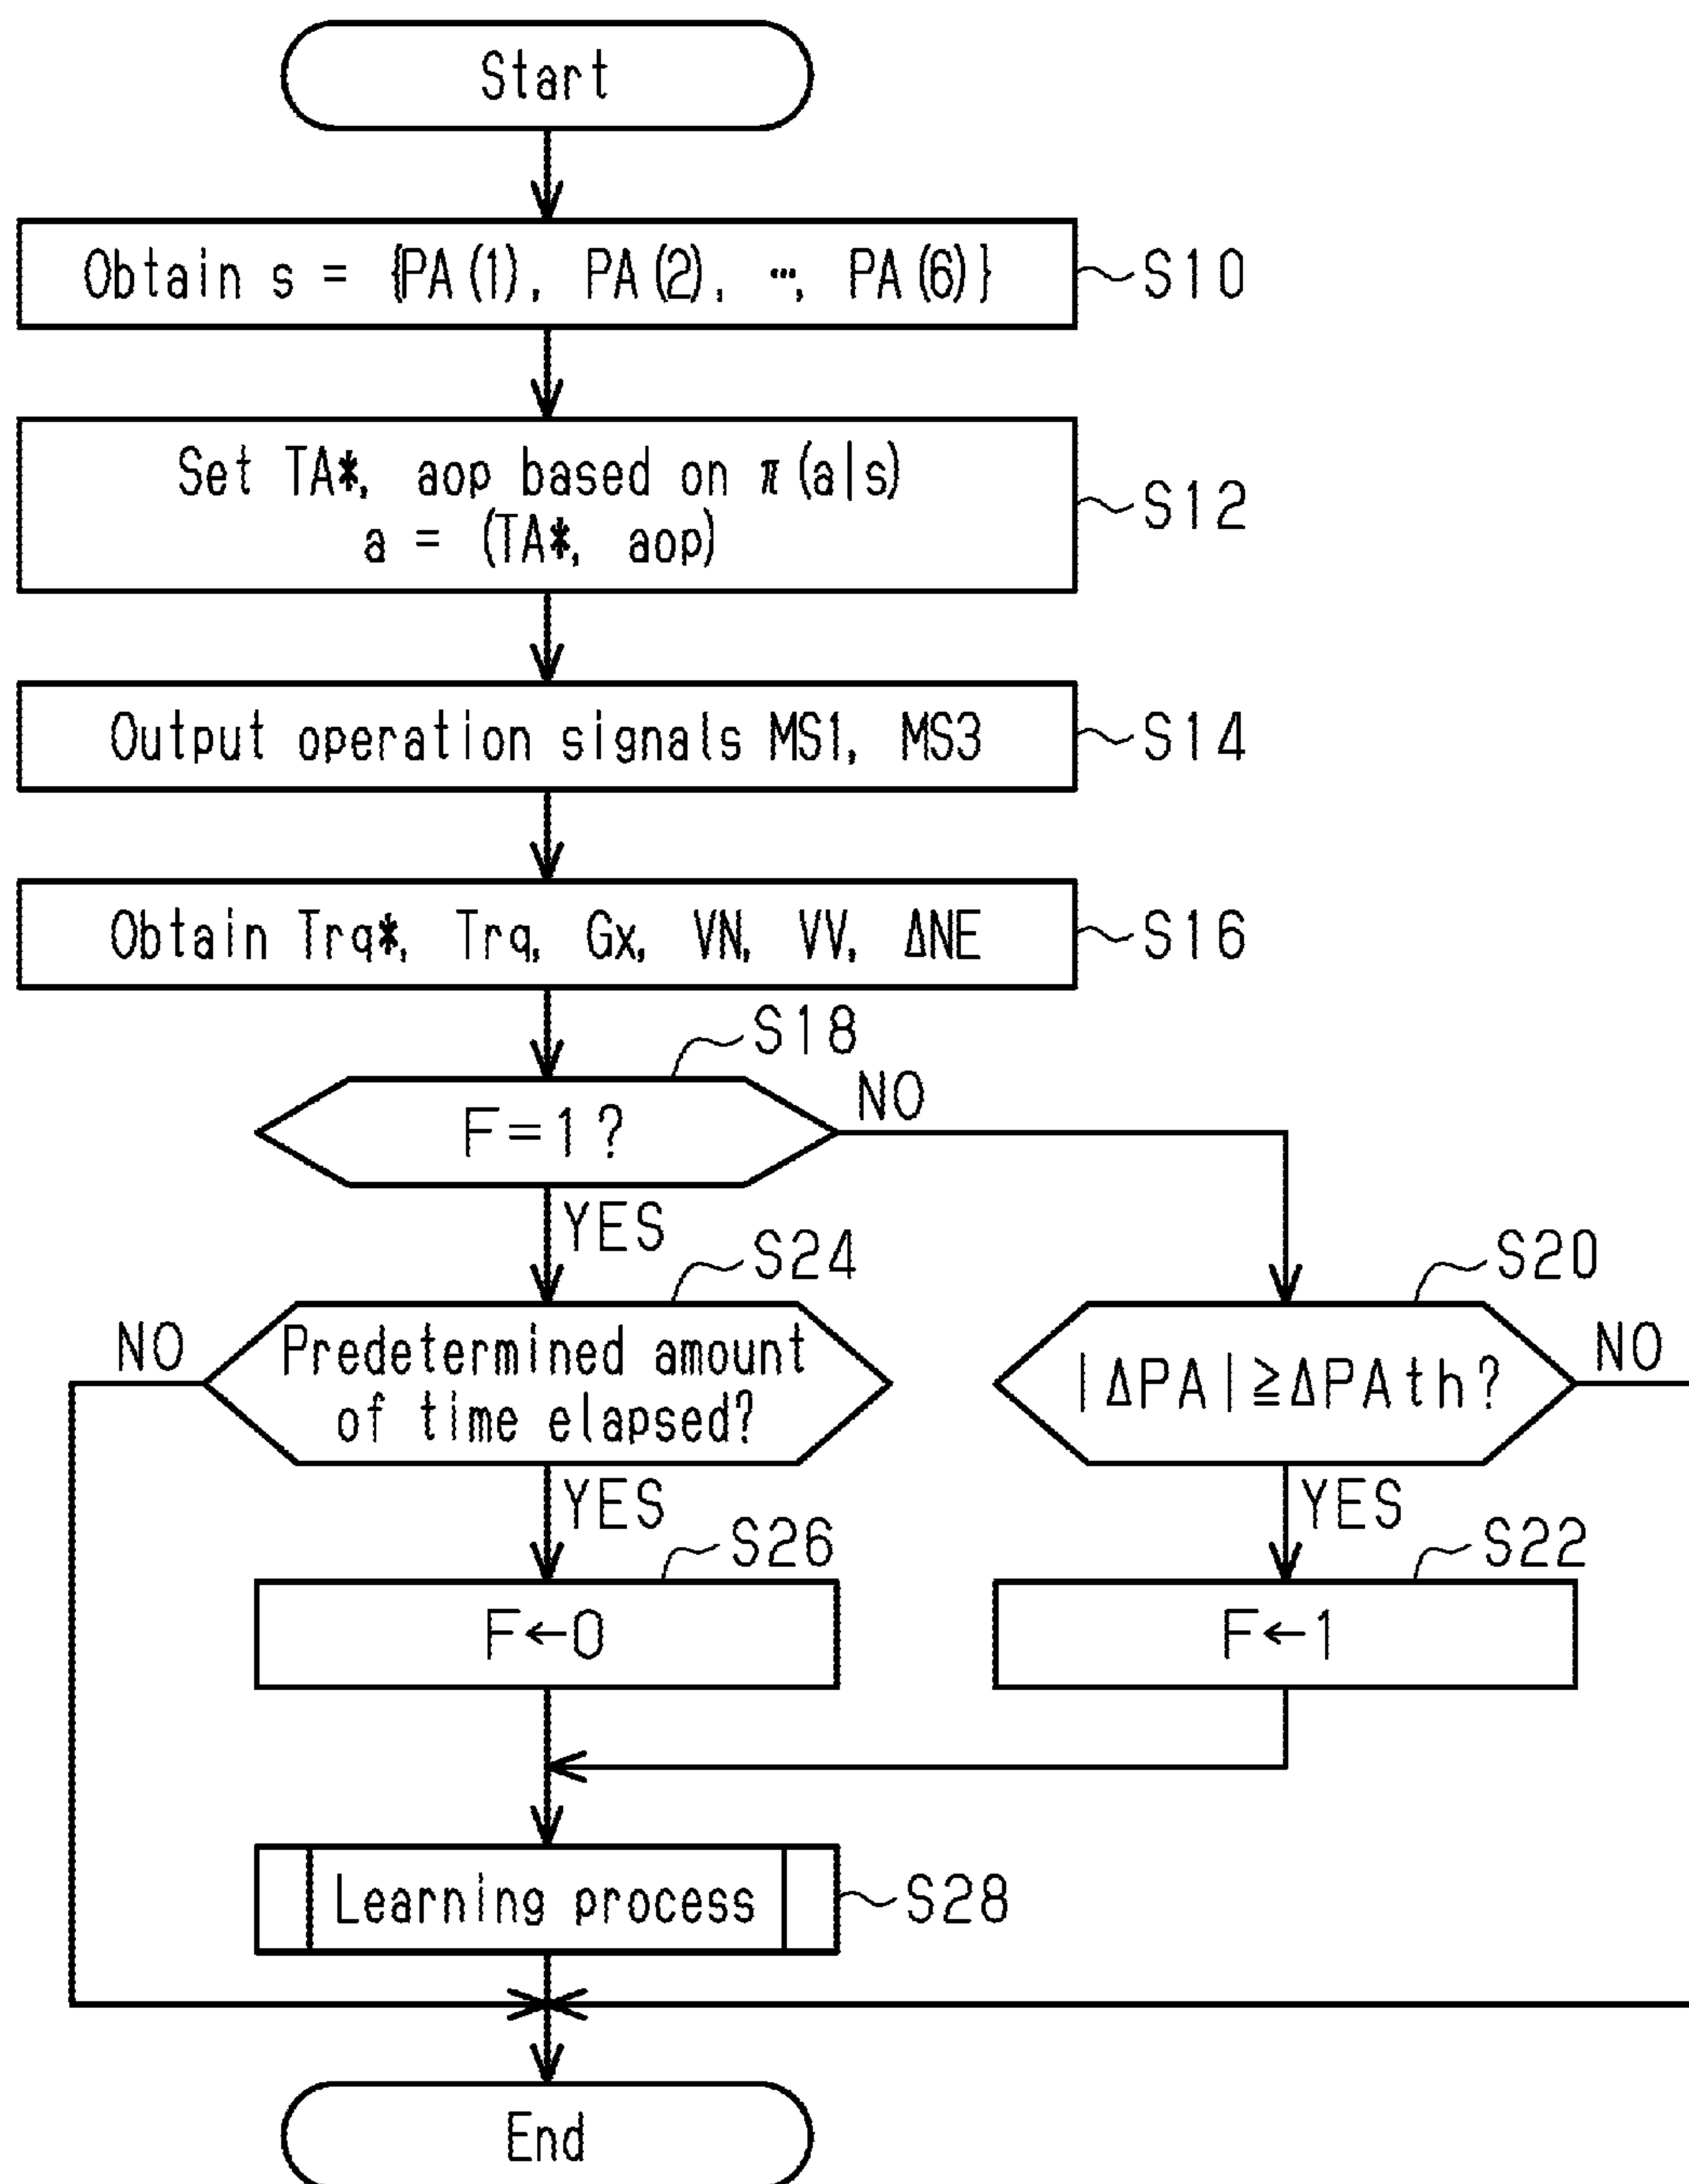 Start
Obtain s = {PA(1), PA(2), ⋯, PA(6)}
S10
Set TA*, aop based on π(a|s)
a = (TA*, aop)
S12
Output operation signals MS1, MS3
S14
Obtain Trq*, Trq, Gx, VN, VV, ΔNE
S16
S18
F=1?
NO
YES
S24
S20
NO
Predetermined amount
of time elapsed?
|ΔPA|≧ΔPAth?
NO
YES
YES
S26
S22
F←0
F←1
Learning process
S28
End